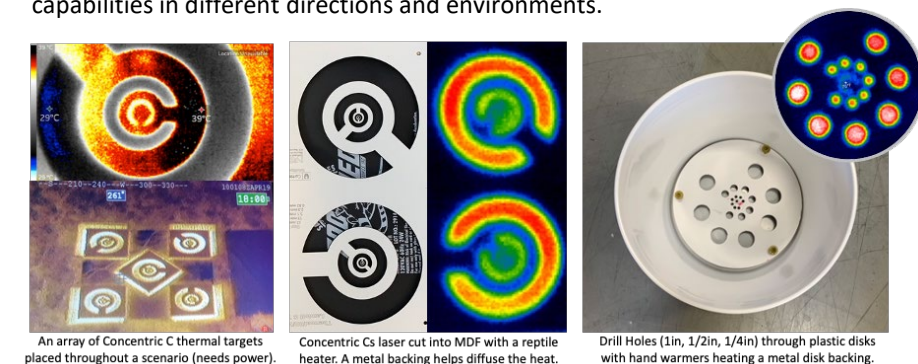 capabilities in different directions and environments.
29°C
39°C
261°
18:00
An array of Concentric C thermal targets
placed throughout a scenario (needs power).
Concentric Cs laser cut into MDF with a reptile
heater. A metal backing helps diffuse the heat.
Drill Holes (1in, 1/2in, 1/4in) through plastic disks
with hand warmers heating a metal disk backing.